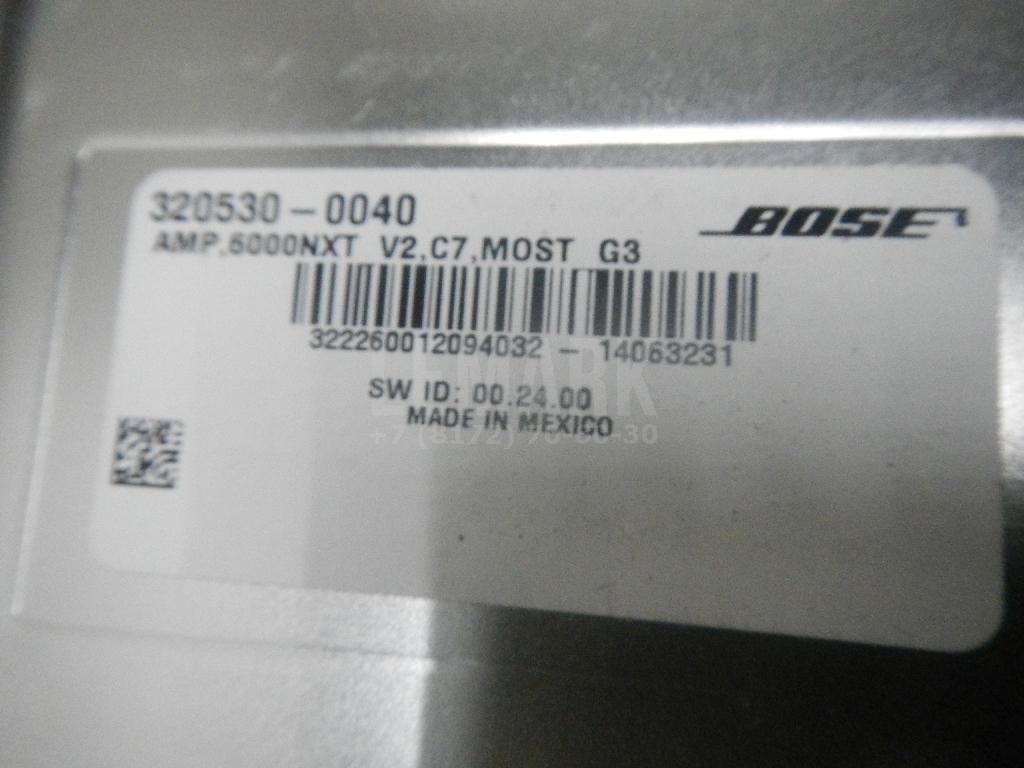 320530-0040
BOSE
AMP,6000NXT V2,C7,MOST G3
322260012094032 - 14063231
SW ID: 00.24.00
MADE IN MEXICO
LEMARK